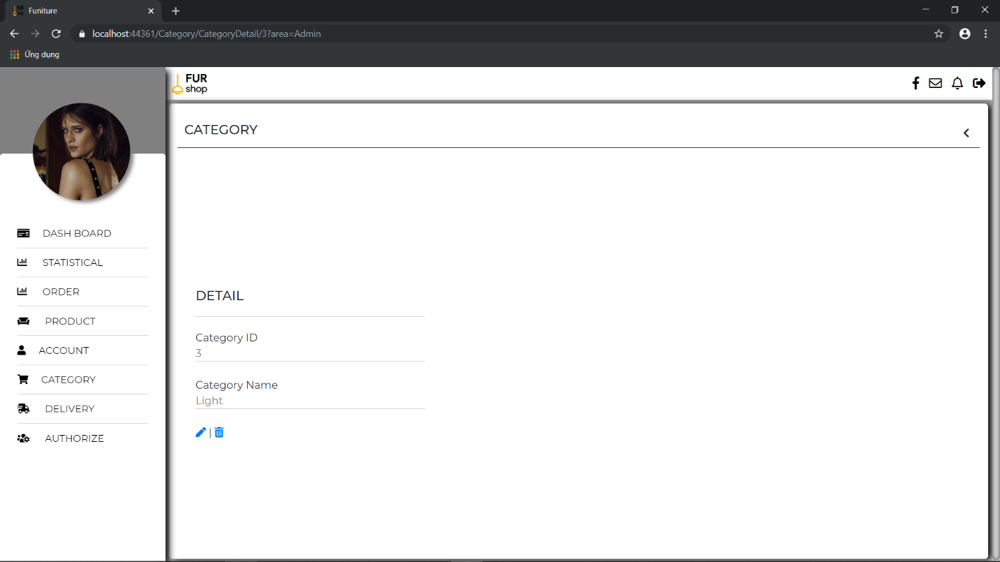 Funiture
localhost:44361/Category/CategoryDetail/3?area=Admin
Ứng dụng
FUR
shop
CATEGORY
DASH BOARD
STATISTICAL
ORDER
PRODUCT
ACCOUNT
CATEGORY
DELIVERY
AUTHORIZE
DETAIL
Category ID
3
Category Name
Light
|